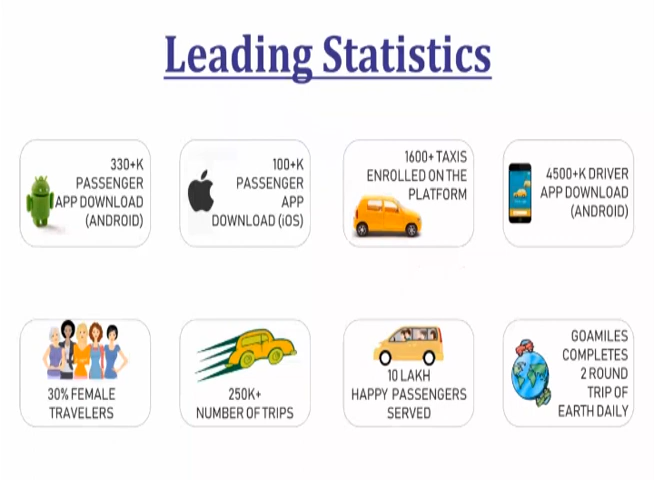 Leading Statistics
330+K
PASSENGER
APP DOWNLOAD
(ANDROID)
100+K
PASSENGER
APP
DOWNLOAD (iOS)
1600+ TAXIS
ENROLLED ON THE
PLATFORM
4500+K DRIVER
APP DOWNLOAD
(ANDROID)
30% FEMALE
TRAVELERS
250K+
NUMBER OF TRIPS
10 LAKH
HAPPY PASSENGERS
SERVED
GOAMILES
COMPLETES
2 ROUND
TRIP OF
EARTH DAILY